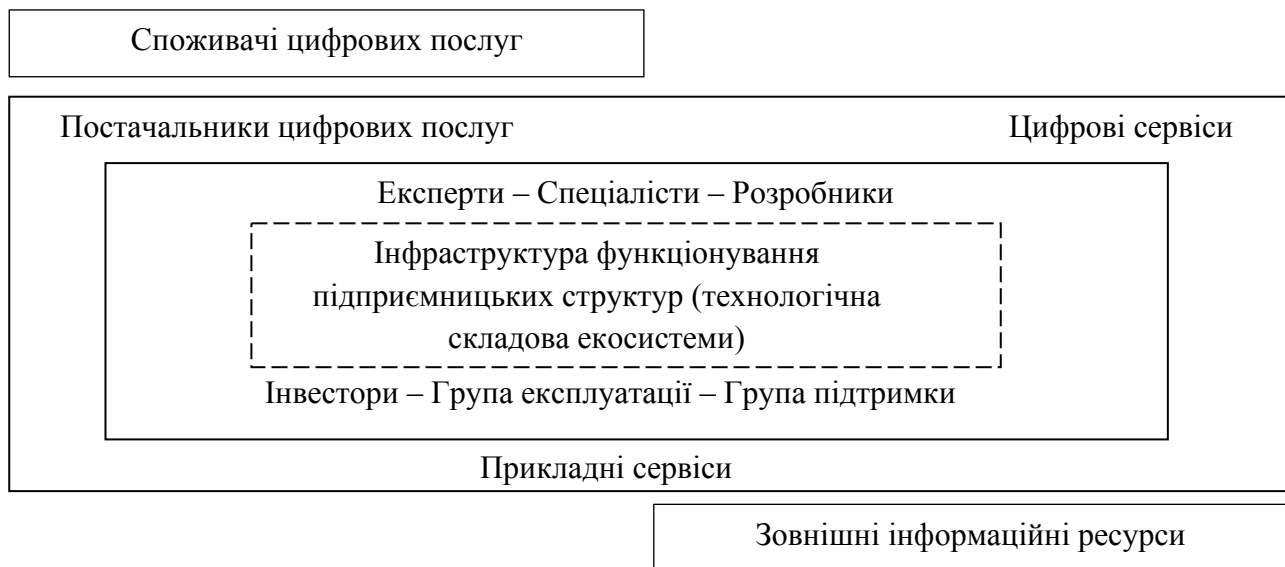 Споживачі цифрових послуг
Постачальники цифрових послуг
Цифрові сервіси
Експерти – Спеціалісти – Розробники
Інфраструктура функціонування
підприємницьких структур (технологічна
складова екосистеми)
Інвестори – Група експлуатації – Група підтримки
Прикладні сервіси
Зовнішні інформаційні ресурси